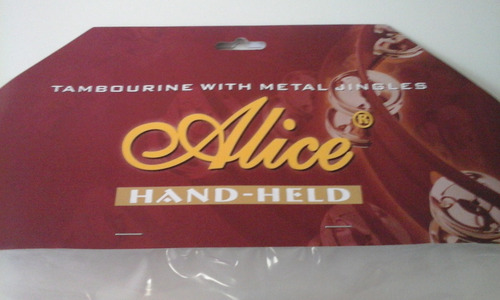 TAMBOURINE WITH METAL JINGLES
Alice®
HAND-HELD